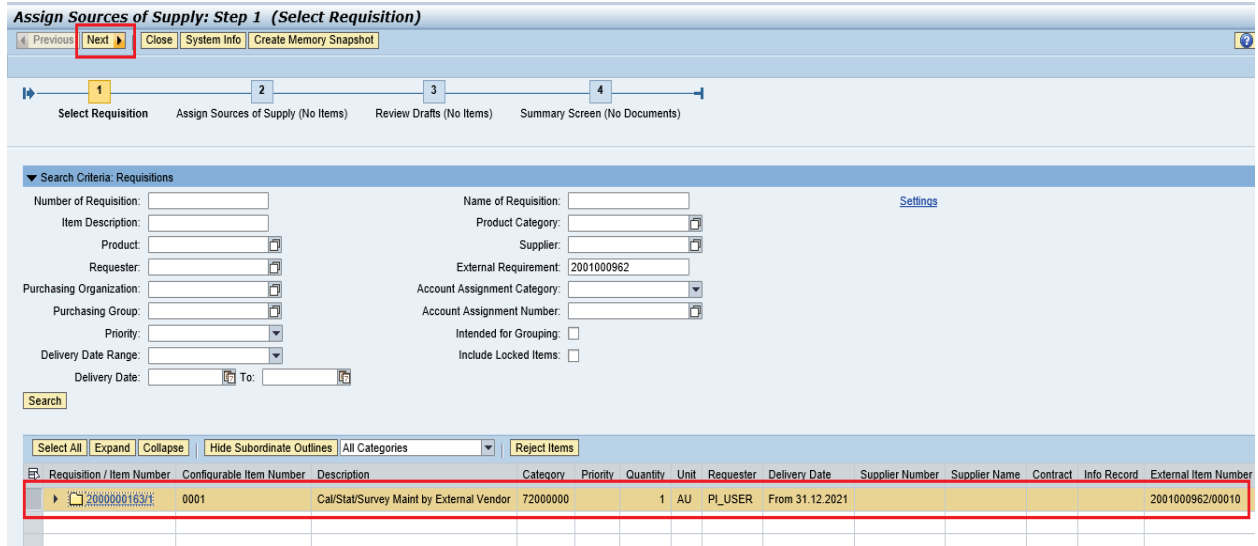 Assign Sources of Supply: Step 1 (Select Requisition)
Previous Next Close System Info Create Memory Snapshot
1 2 3 4
Select Requisition Assign Sources of Supply (No Items) Review Drafts (No Items) Summary Screen (No Documents)
Search Criteria: Requisitions
Number of Requisition: Name of Requisition: Settings
Item Description: Product Category:
Product: Supplier:
Requester: External Requirement: 2001000962
Purchasing Organization: Account Assignment Category:
Purchasing Group: Account Assignment Number:
Priority: Intended for Grouping:
Delivery Date Range: Include Locked Items:
Delivery Date: To:
Search
Select All Expand Collapse Hide Subordinate Outlines All Categories Reject Items
Requisition / Item Number Configurable Item Number Description Category Priority Quantity Unit Requester Delivery Date Supplier Number Supplier Name Contract Info Record External Item Number
2000000163/1 0001 Cal/Stat/Survey Maint by External Vendor 72000000 1 AU PI_USER From 31.12.2021 2001000962/00010